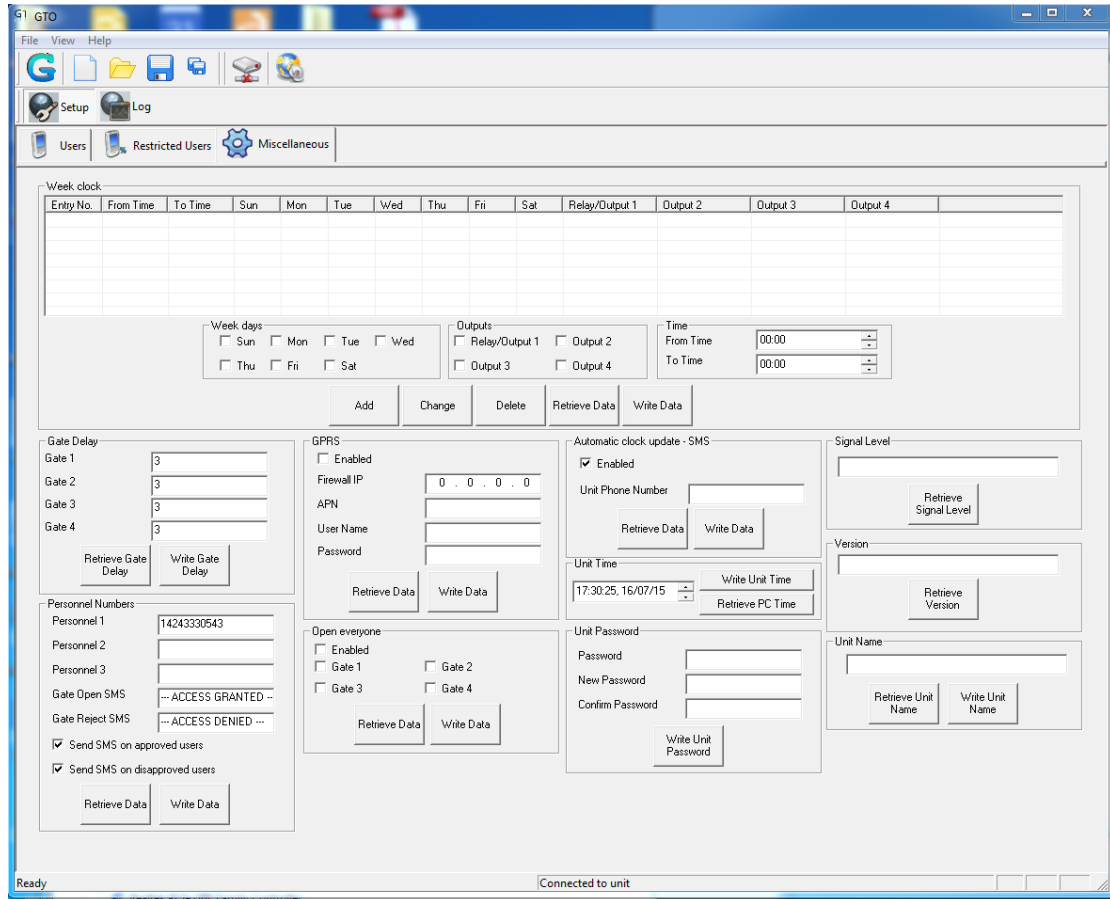 G1 GTO
File View Help
Setup Log
Users Restricted Users Miscellaneous
Week clock
Entry No. From Time To Time Sun Mon Tue Wed Thu Fri Sat Relay/Output 1 Output 2 Output 3 Output 4
Week days
Sun Mon Tue Wed
Thu Fri Sat
Outputs
Relay/Output 1 Output 2
Output 3 Output 4
Time
From Time 00:00
To Time 00:00
Add Change Delete Retrieve Data Write Data
Gate Delay
Gate 1 3
Gate 2 3
Gate 3 3
Gate 4 3
Retrieve Gate Delay Write Gate Delay
Personnel Numbers
Personnel 1 14243330543
Personnel 2
Personnel 3
Gate Open SMS --- ACCESS GRANTED --
Gate Reject SMS --- ACCESS DENIED ---
Send SMS on approved users
Send SMS on disapproved users
Retrieve Data Write Data
GPRS
Enabled
Firewall IP 0 . 0 . 0 . 0
APN
User Name
Password
Retrieve Data Write Data
Open everyone
Enabled
Gate 1 Gate 2
Gate 3 Gate 4
Retrieve Data Write Data
Automatic clock update - SMS
Enabled
Unit Phone Number
Retrieve Data Write Data
Unit Time
17:30:25, 16/07/15
Write Unit Time
Retrieve PC Time
Unit Password
Password
New Password
Confirm Password
Write Unit Password
Signal Level
Retrieve Signal Level
Version
Retrieve Version
Unit Name
Retrieve Unit Name Write Unit Name
Ready Connected to unit